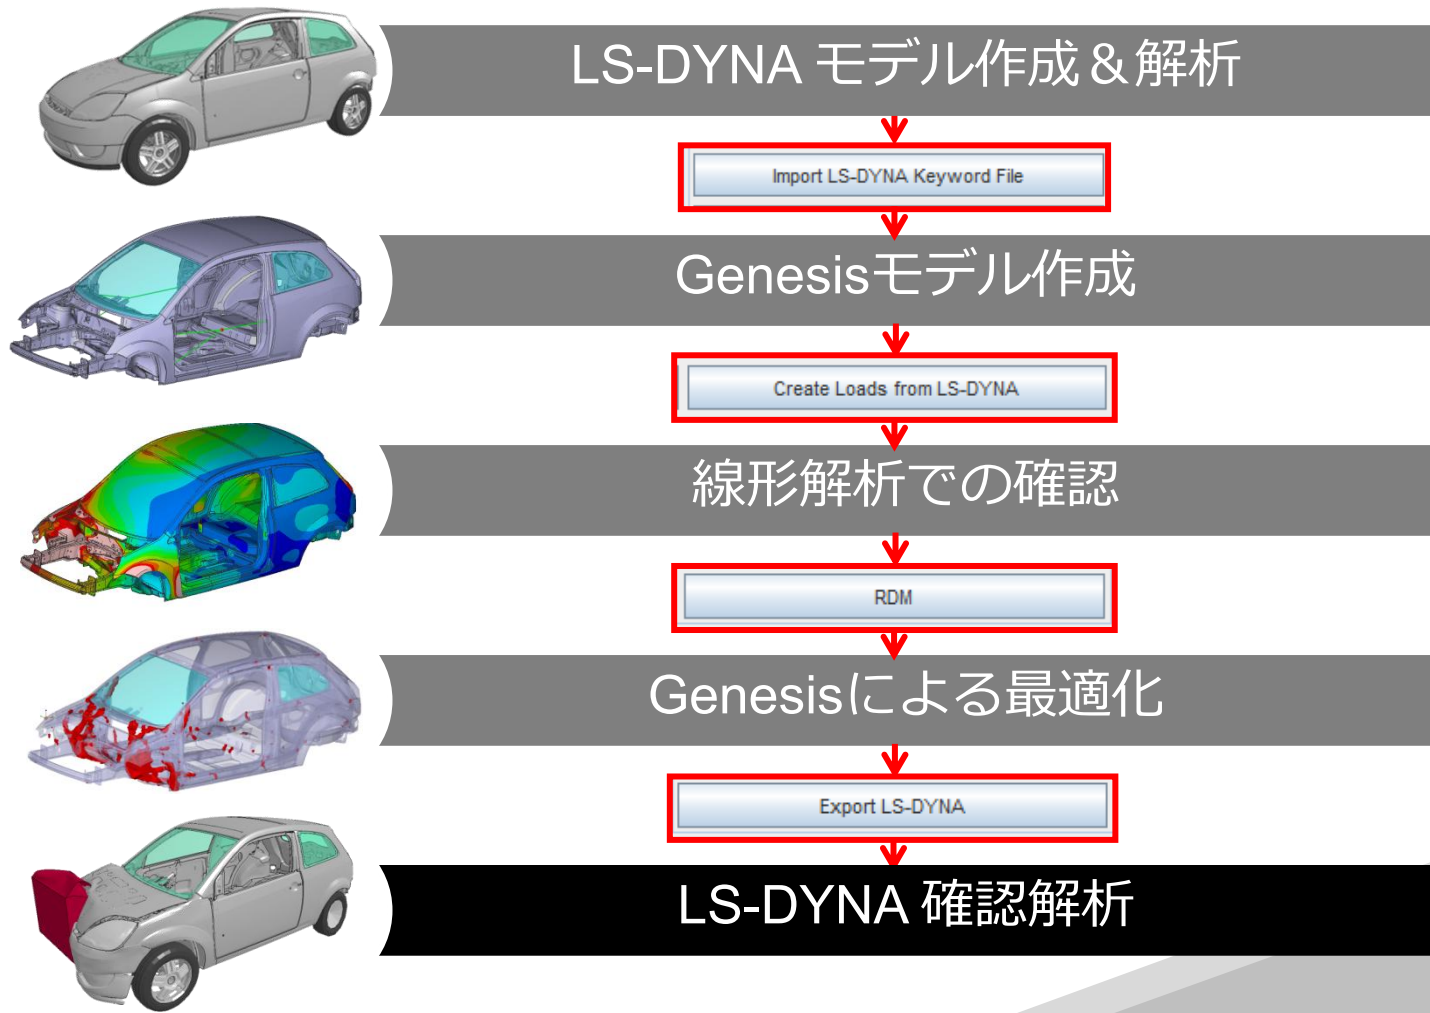 LS-DYNA モデル作成＆解析
Import LS-DYNA Keyword File
Genesisモデル作成
Create Loads from LS-DYNA
線形解析での確認
RDM
Genesisによる最適化
Export LS-DYNA
LS-DYNA 確認解析